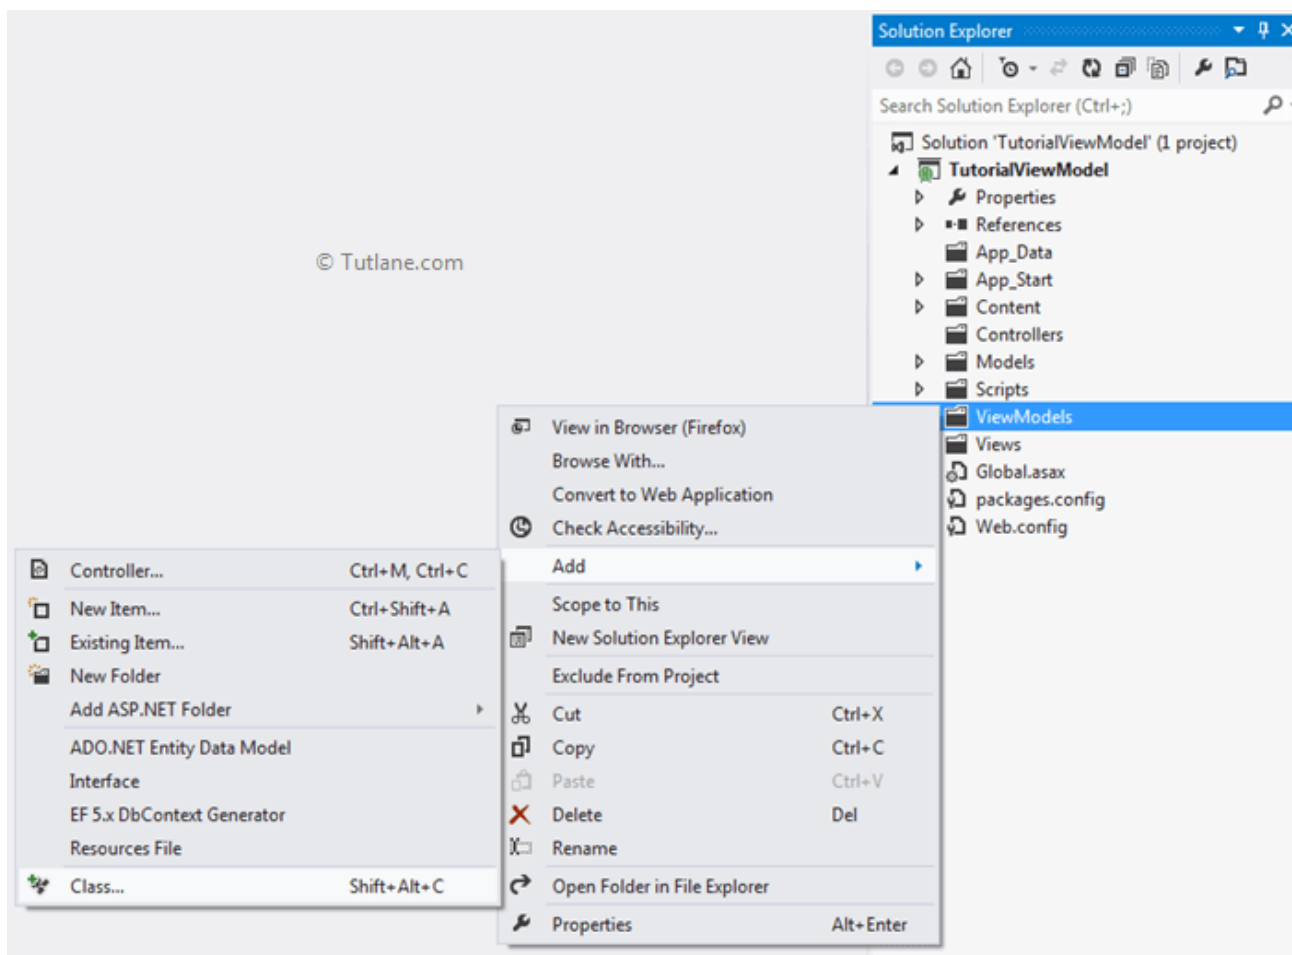 Solution Explorer
Search Solution Explorer (Ctrl+;)
Solution 'TutorialViewModel' (1 project)
TutorialViewModel
Properties
References
App_Data
App_Start
Content
Controllers
Models
Scripts
ViewModels
Views
Global.asax
packages.config
Web.config
© Tutlane.com
View in Browser (Firefox)
Browse With...
Convert to Web Application
Check Accessibility...
Add
Scope to This
New Solution Explorer View
Exclude From Project
Cut Ctrl+X
Copy Ctrl+C
Paste Ctrl+V
Delete Del
Rename
Open Folder in File Explorer
Properties Alt+Enter
Controller... Ctrl+M, Ctrl+C
New Item... Ctrl+Shift+A
Existing Item... Shift+Alt+A
New Folder
Add ASP.NET Folder
ADO.NET Entity Data Model
Interface
EF 5.x DbContext Generator
Resources File
Class... Shift+Alt+C